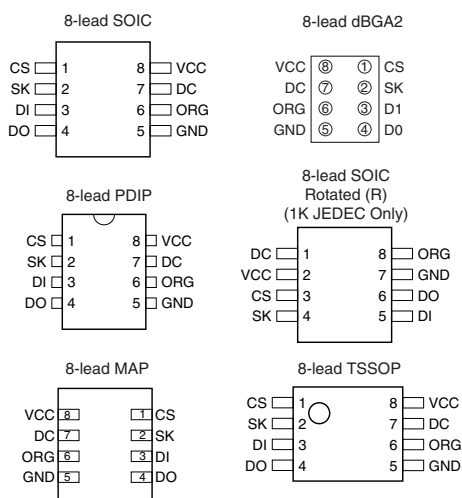 8-lead SOIC
CS 1 8 VCC
SK 2 7 DC
DI 3 6 ORG
DO 4 5 GND
8-lead dBGA2
VCC 8 1 CS
DC 7 2 SK
ORG 6 3 D1
GND 5 4 D0
8-lead PDIP
CS 1 8 VCC
SK 2 7 DC
DI 3 6 ORG
DO 4 5 GND
8-lead SOIC
Rotated (R)
(1K JEDEC Only)
DC 1 8 ORG
VCC 2 7 GND
CS 3 6 DO
SK 4 5 DI
8-lead MAP
VCC 8 1 CS
DC 7 2 SK
ORG 6 3 DI
GND 5 4 DO
8-lead TSSOP
CS 1 8 VCC
SK 2 7 DC
DI 3 6 ORG
DO 4 5 GND